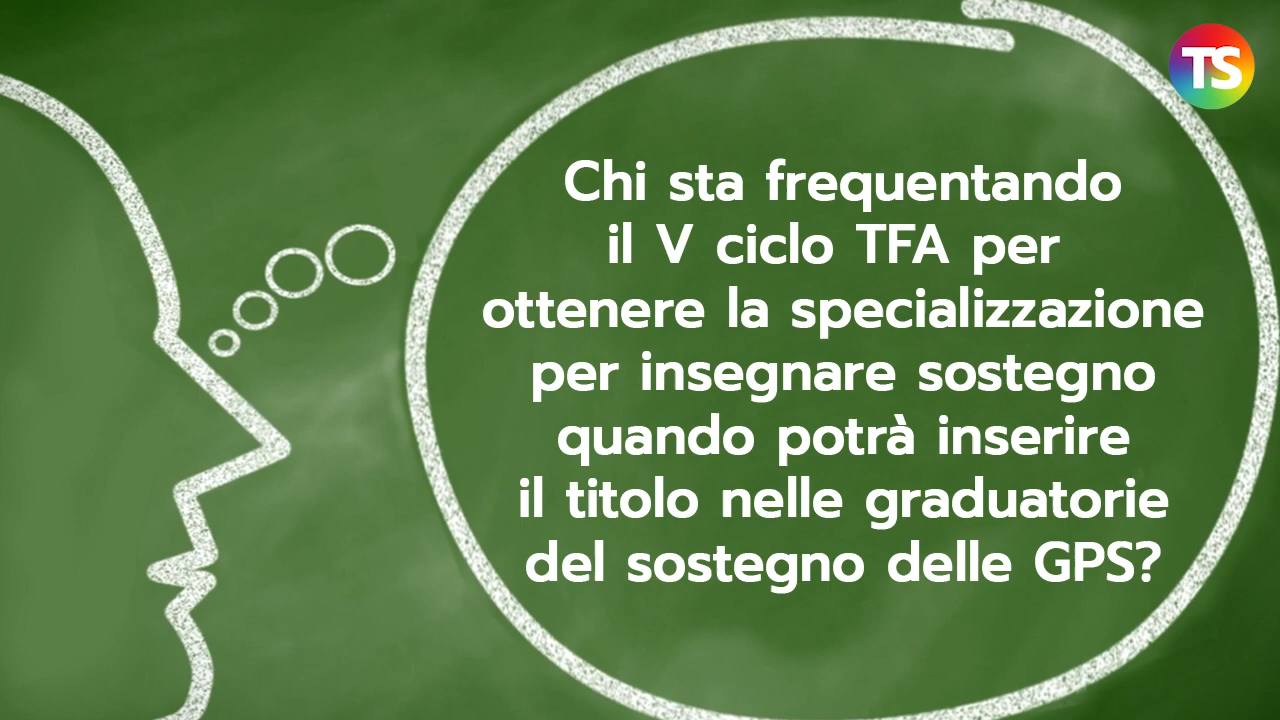 TS
Chi sta frequentando
il V ciclo TFA per
ottenere la specializzazione
per insegnare sostegno
quando potrà inserire
il titolo nelle graduatorie
del sostegno delle GPS?